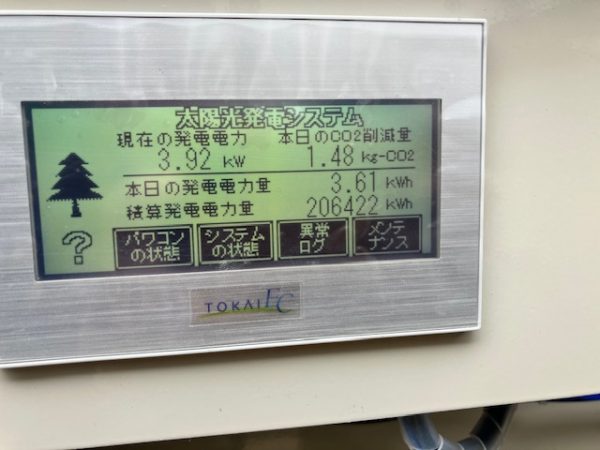 太陽光発電システム
現在の発電電力 本日のCO2削減量
3.92 kW 1.48 kg-CO2
本日の発電電力量 3.61 kWh
積算発電電力量 206422 kWh
? パワコンの状態 システムの状態 異常ログ メンテナンス
TOKAI EC